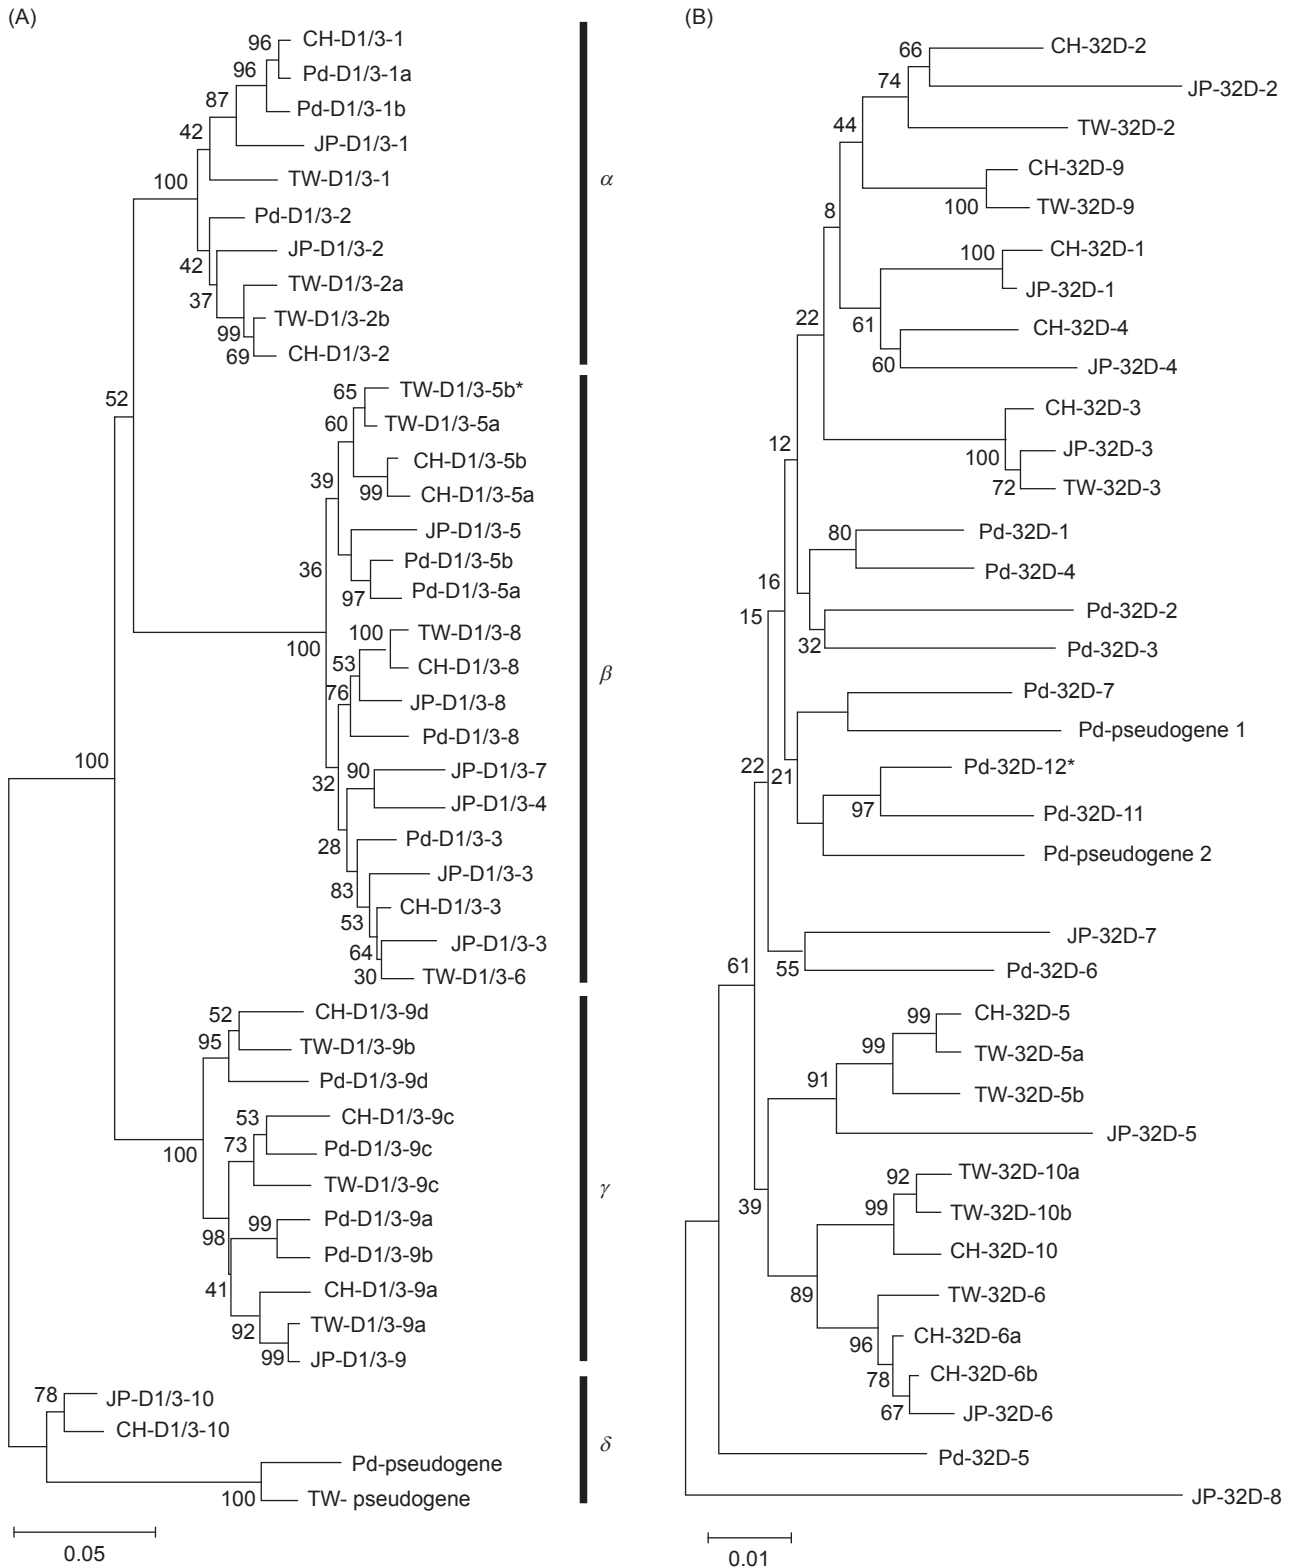 (A)
96
CH-D1/3-1
96
Pd-D1/3-1a
87
Pd-D1/3-1b
42
JP-D1/3-1
100
TW-D1/3-1
α
Pd-D1/3-2
42
JP-D1/3-2
37
TW-D1/3-2a
TW-D1/3-2b
99
69
CH-D1/3-2
52
65
TW-D1/3-5b*
60
TW-D1/3-5a
39
CH-D1/3-5b
99
CH-D1/3-5a
JP-D1/3-5
36
Pd-D1/3-5b
97
Pd-D1/3-5a
100
100
TW-D1/3-8
53
CH-D1/3-8
76
JP-D1/3-8
β
Pd-D1/3-8
32
90
JP-D1/3-7
JP-D1/3-4
28
Pd-D1/3-3
83
JP-D1/3-3
53
CH-D1/3-3
64
JP-D1/3-3
30
TW-D1/3-6
100
52
CH-D1/3-9d
95
TW-D1/3-9b
Pd-D1/3-9d
53
CH-D1/3-9c
100
73
Pd-D1/3-9c
TW-D1/3-9c
γ
98
99
Pd-D1/3-9a
Pd-D1/3-9b
41
CH-D1/3-9a
92
TW-D1/3-9a
99
JP-D1/3-9
78
JP-D1/3-10
CH-D1/3-10
δ
Pd-pseudogene
100
TW- pseudogene
0.05
(B)
66
CH-32D-2
74
JP-32D-2
44
TW-32D-2
CH-32D-9
100
TW-32D-9
8
100
CH-32D-1
JP-32D-1
22
61
CH-32D-4
60
JP-32D-4
CH-32D-3
12
100
JP-32D-3
72
TW-32D-3
80
Pd-32D-1
16
Pd-32D-4
15
Pd-32D-2
32
Pd-32D-3
Pd-32D-7
Pd-pseudogene 1
22
21
Pd-32D-12*
97
Pd-32D-11
Pd-pseudogene 2
JP-32D-7
61
55
Pd-32D-6
99
CH-32D-5
99
TW-32D-5a
91
TW-32D-5b
JP-32D-5
39
92
TW-32D-10a
99
TW-32D-10b
CH-32D-10
89
TW-32D-6
96
CH-32D-6a
78
CH-32D-6b
67
JP-32D-6
Pd-32D-5
JP-32D-8
0.01